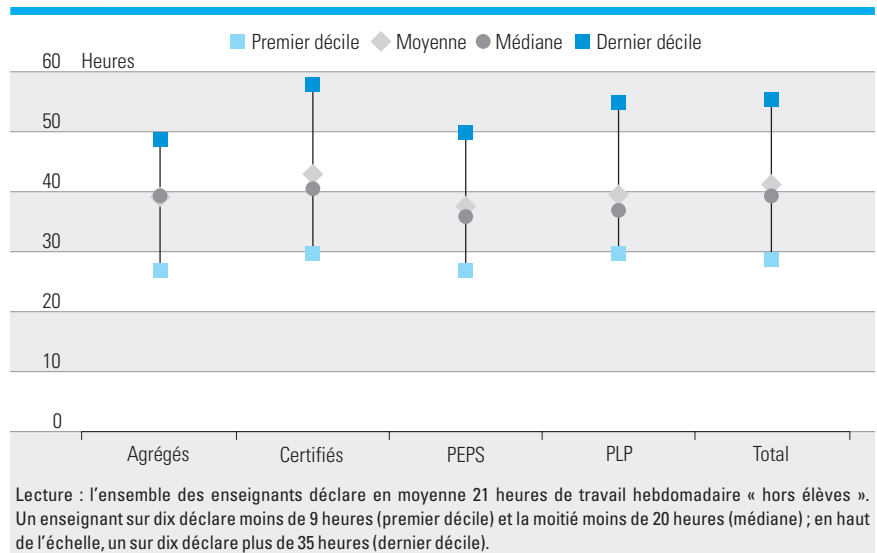 Premier décile Moyenne Médiane Dernier décile
60 Heures
50
40
30
20
10
0
Agrégés Certifiés PEPS PLP Total
Lecture : l'ensemble des enseignants déclare en moyenne 21 heures de travail hebdomadaire « hors élèves ».
Un enseignant sur dix déclare moins de 9 heures (premier décile) et la moitié moins de 20 heures (médiane) ; en haut
de l'échelle, un sur dix déclare plus de 35 heures (dernier décile).